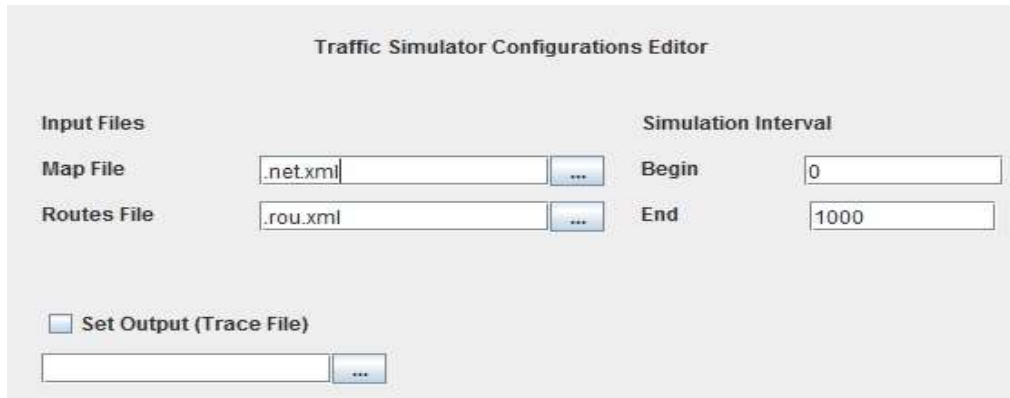 Traffic Simulator Configurations Editor
Input Files
Simulation Interval
Map File
.net.xml
...
Begin
0
Routes File
.rou.xml
...
End
1000
Set Output (Trace File)
...